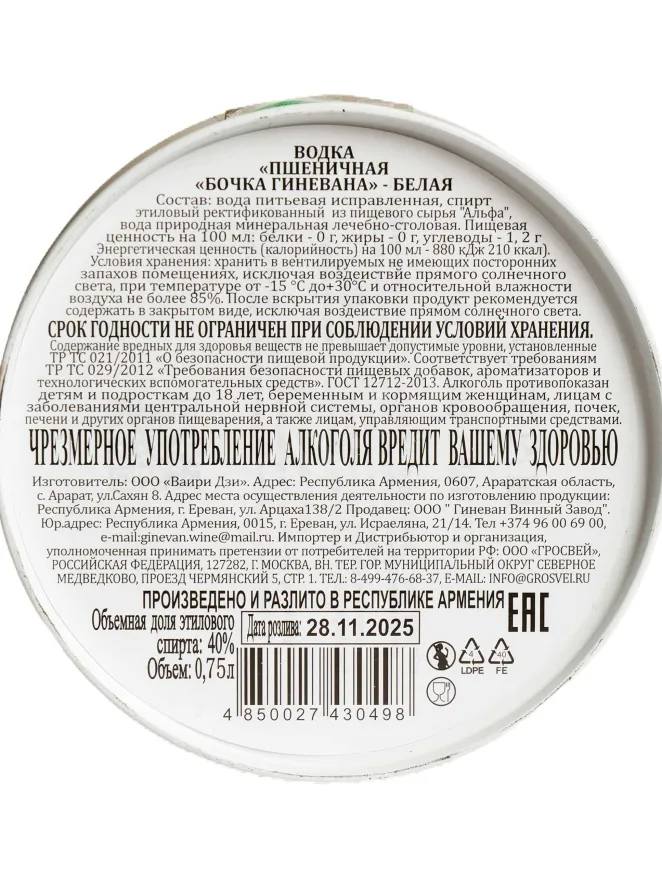 ВОДКА
«ПШЕНИЧНАЯ
«БОЧКА ГИНЕВАНА» - БЕЛАЯ
Состав: вода питьевая исправленная, спирт
этиловый ректификованный из пищевого сырья "Альфа",
вода природная минеральная лечебно-столовая. Пищевая
ценность на 100 мл: белки - 0 г, жиры - 0 г, углеводы - 1, 2 г
Энергетическая ценность (калорийность) на 100 мл - 880 кДж 210 ккал).
Условия хранения: хранить в вентилируемых не имеющих посторонних
запахов помещениях, исключая воздействие прямого солнечного
света, при температуре от -15 °С до+30°С и относительной влажности
воздуха не более 85%. После вскрытия упаковки продукт рекомендуется
содержать в закрытом виде, исключая воздействие прямом солнечного света.
СРОК ГОДНОСТИ НЕ ОГРАНИЧЕН ПРИ СОБЛЮДЕНИИ УСЛОВИЙ ХРАНЕНИЯ.
Содержание вредных для здоровья веществ не превышает допустимые уровни, установленные
ТР ТС 021/2011 «О безопасности пищевой продукции». Соответствует требованиям
ТР ТС 029/2012 «Требования безопасности пищевых добавок, ароматизаторов и
технологических вспомогательных средств». ГОСТ 12712-2013. Алкоголь противопоказан
детям и подросткам до 18 лет, беременным и кормящим женщинам, лицам с
заболеваниями центральной нервной системы, органов кровообращения, почек,
печени и других органов пищеварения, а также лицам, управляющим транспортными средствами.
ЧРЕЗМЕРНОЕ УПОТРЕБЛЕНИЕ АЛКОГОЛЯ ВРЕДИТ ВАШЕМУ ЗДОРОВЬЮ
Изготовитель: ООО «Ваири Дзи». Адрес: Республика Армения, 0607, Араратская область,
с. Арарат, ул.Сахян 8. Адрес места осуществления деятельности по изготовлению продукции:
Республика Армения, г. Ереван, ул. Арцаха138/2 Продавец: ООО " Гиневан Винный Завод".
Юр.адрес: Республика Армения, 0015, г. Ереван, ул. Исраеляна, 21/14. Тел +374 96 00 69 00,
e-mail:ginevan.wine@mail.ru. Импортер и Дистрибьютор и организация,
уполномоченная принимать претензии от потребителей на территории РФ: ООО «ГРОСВЕЙ»,
РОССИЙСКАЯ ФЕДЕРАЦИЯ, 127282, Г. МОСКВА, ВН. ТЕР. ГОР. МУНИЦИПАЛЬНЫЙ ОКРУГ СЕВЕРНОЕ
МЕДВЕДКОВО, ПРОЕЗД ЧЕРМЯНСКИЙ 5, СТР. 1. ТЕЛ.: 8-499-476-68-37, E-MAIL: INFO@GROSVEI.RU
ПРОИЗВЕДЕНО И РАЗЛИТО В РЕСПУБЛИКЕ АРМЕНИЯ
EAC
Объемная доля этилового
спирта: 40%
Объем: 0,75л
Дата розлива: 28.11.2025
4 850027 430498
4
LDPE
40
FE